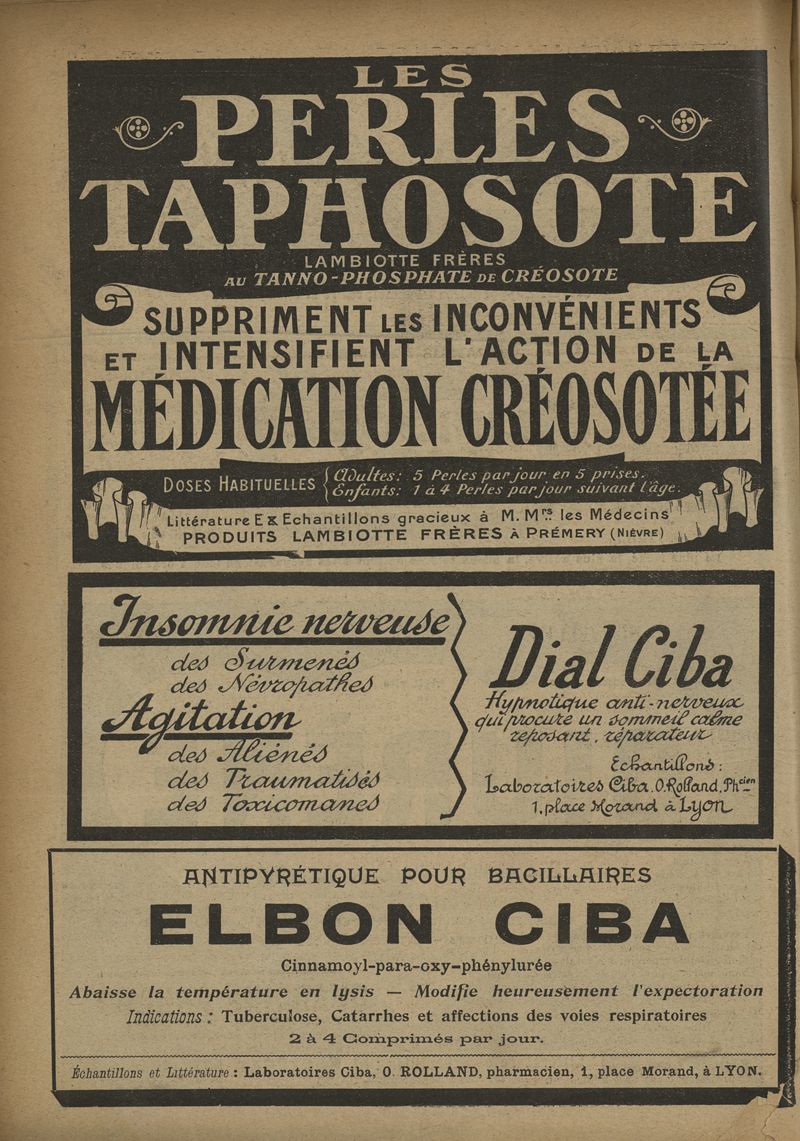 LES
PERLES
TAPHOSOTE
LAMBIOTTE FRÈRES
AU TANNO-PHOSPHATE DE CRÉOSOTE
SUPPRIMENT LES INCONVÉNIENTS
ET INTENSIFIENT L'ACTION DE LA
MÉDICATION CRÉOSOTÉE
DOSES HABITUELLES { Adultes: 5 Perles par jour en 5 prises.
Enfants: 1 à 4 Perles par jour suivant l'âge.
Littérature Et Echantillons gracieux à M.Mrs. les Médecins
PRODUITS LAMBIOTTE FRÈRES À PRÉMERY (NIÈVRE)
Insomnie nerveuse
des Surmenés
des Névropathes
Agitation
des Aliénés
des Traumatisés
des Toxicomanes
Dial Ciba
Hypnotique anti-nerveux
qui procure un sommeil calme
reposant, réparateur
Echantillons:
Laboratoires Ciba. O. Rolland, Phcien
1, place Morand à Lyon
ANTIPYRÉTIQUE POUR BACILLAIRES
ELBON CIBA
Cinnamoyl-para-oxy-phénylurée
Abaisse la température en lysis — Modifie heureusement l'expectoration
Indications : Tuberculose, Catarrhes et affections des voies respiratoires
2 à 4 Comprimés par jour.
Échantillons et Littérature : Laboratoires Ciba, O. ROLLAND, pharmacien, 1, place Morand, à LYON.